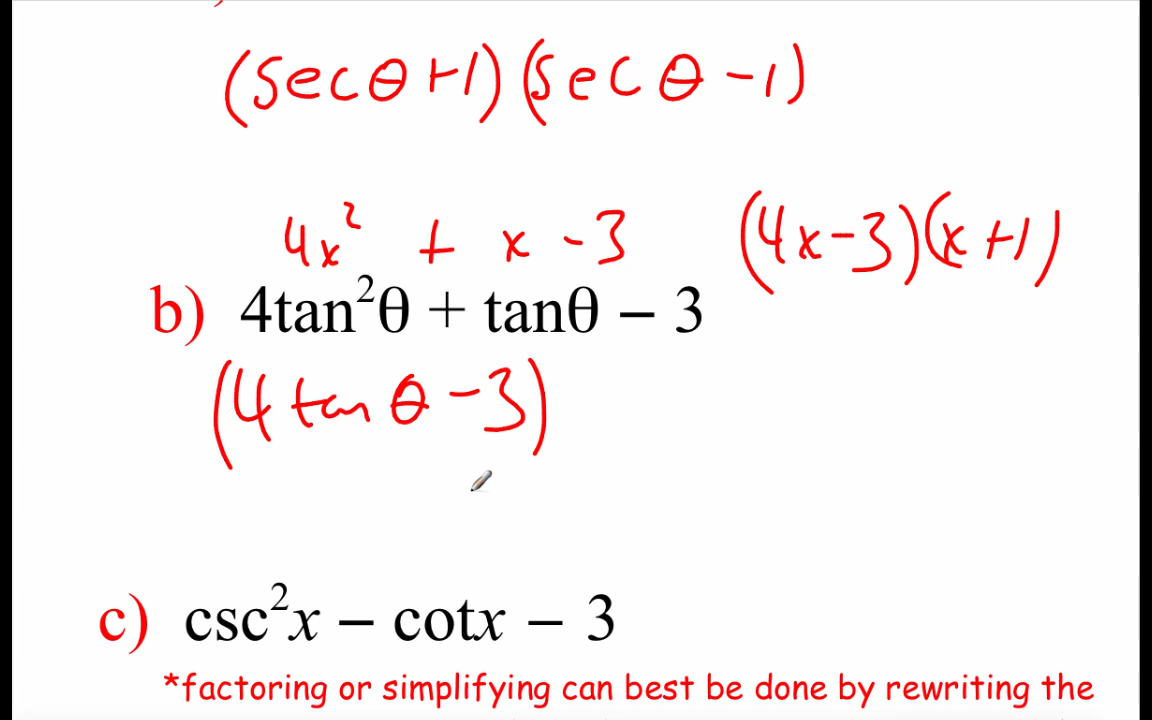 (secθ+1)(secθ-1)
4x² + x - 3 (4x-3)(x+1)
b) 4tan²θ + tanθ – 3
(4 tan θ - 3)
c) csc²x – cotx – 3
*factoring or simplifying can best be done by rewriting the